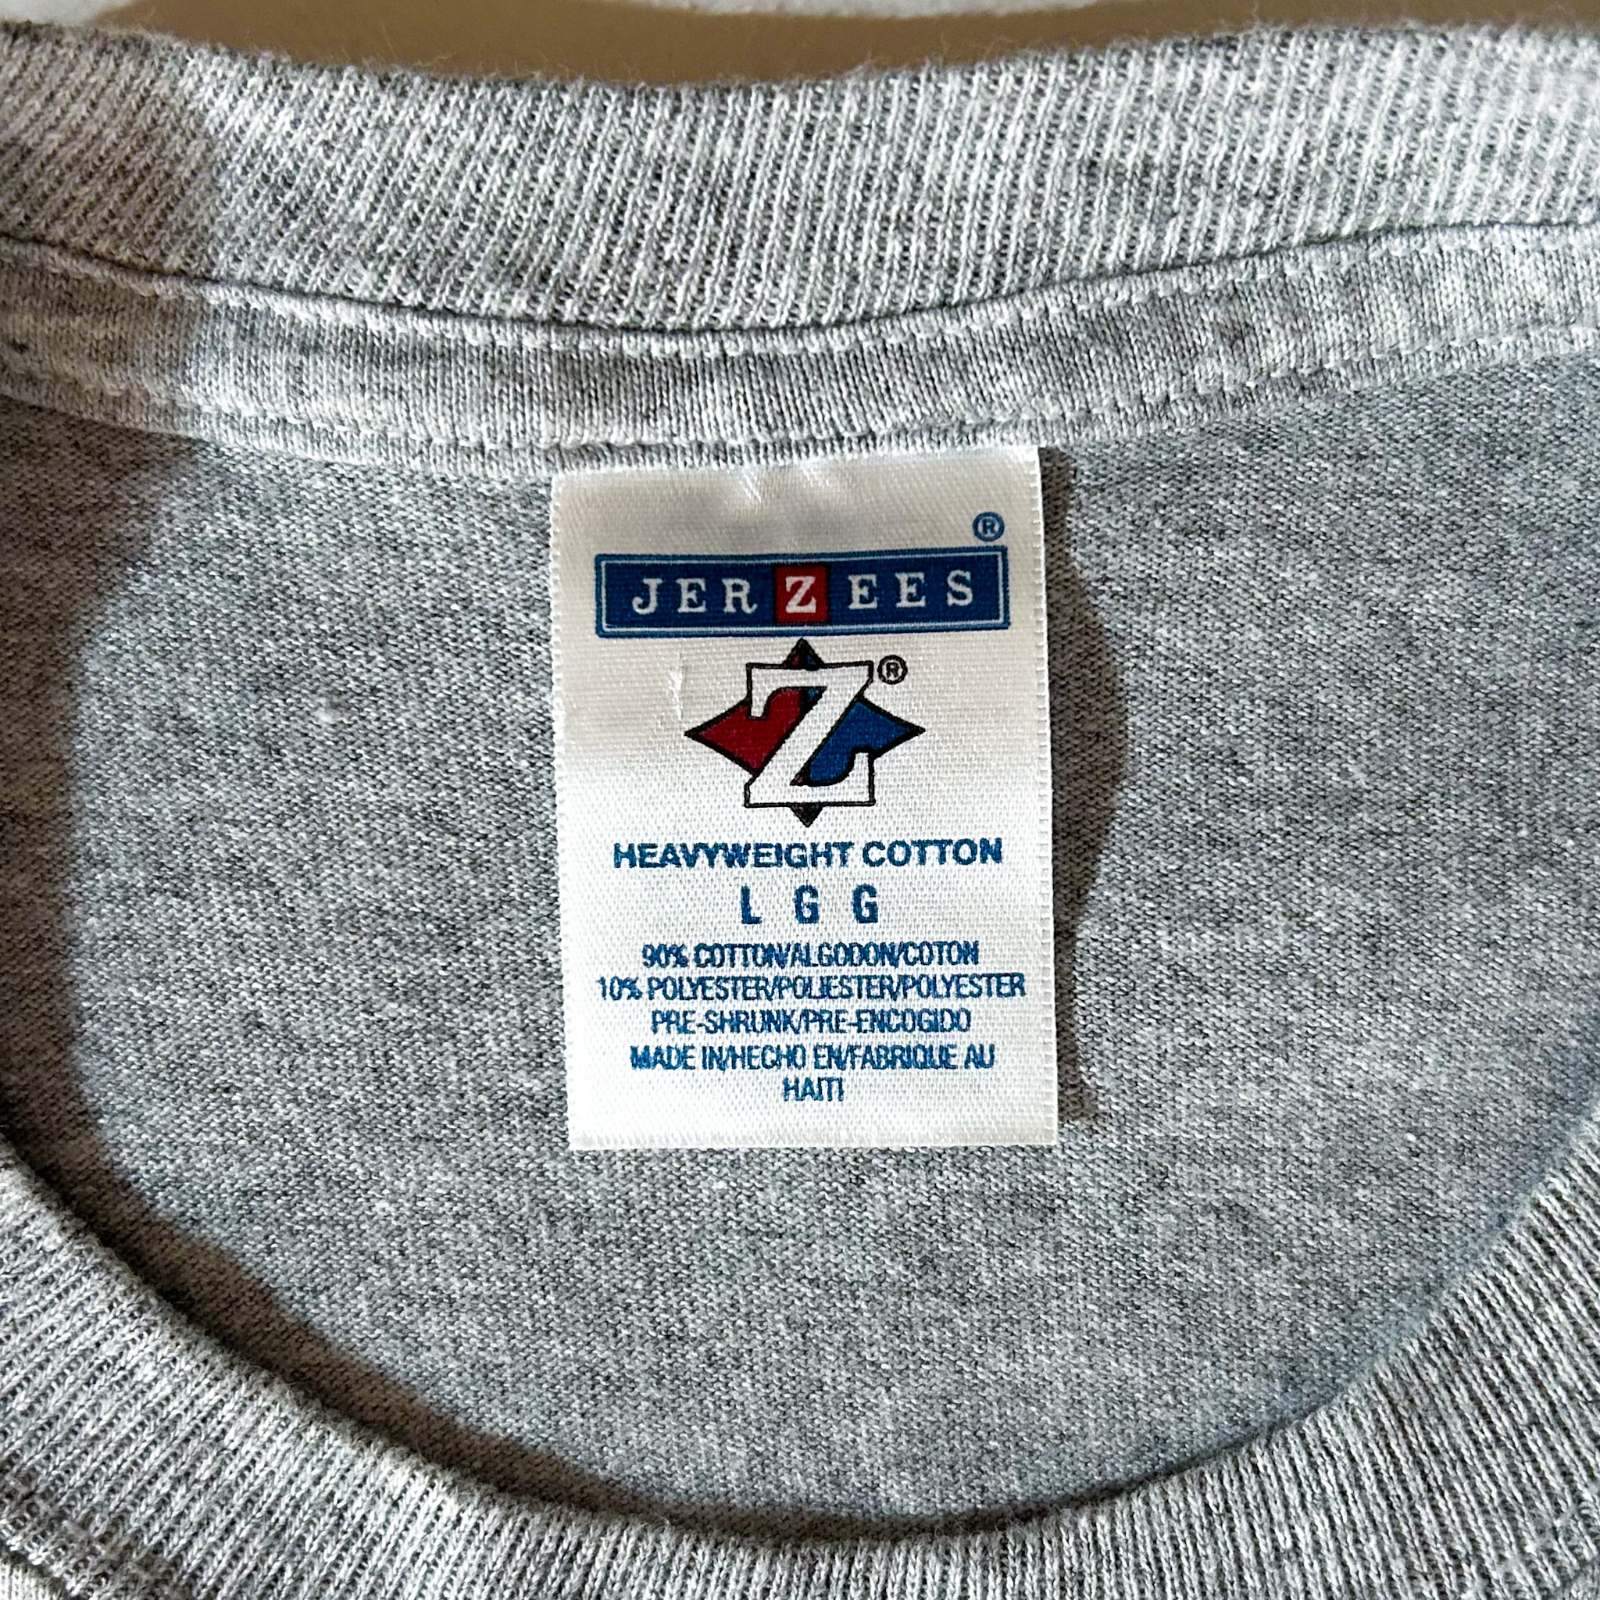 ®
JERZEES
Z®
HEAVYWEIGHT COTTON
L G G
90% COTTON/ALGODON/COTON
10% POLYESTER/POLIESTER/POLYESTER
PRE-SHRUNK/PRE-ENCOGIDO
MADE IN/HECHO EN/FABRIQUE AU
HAITI